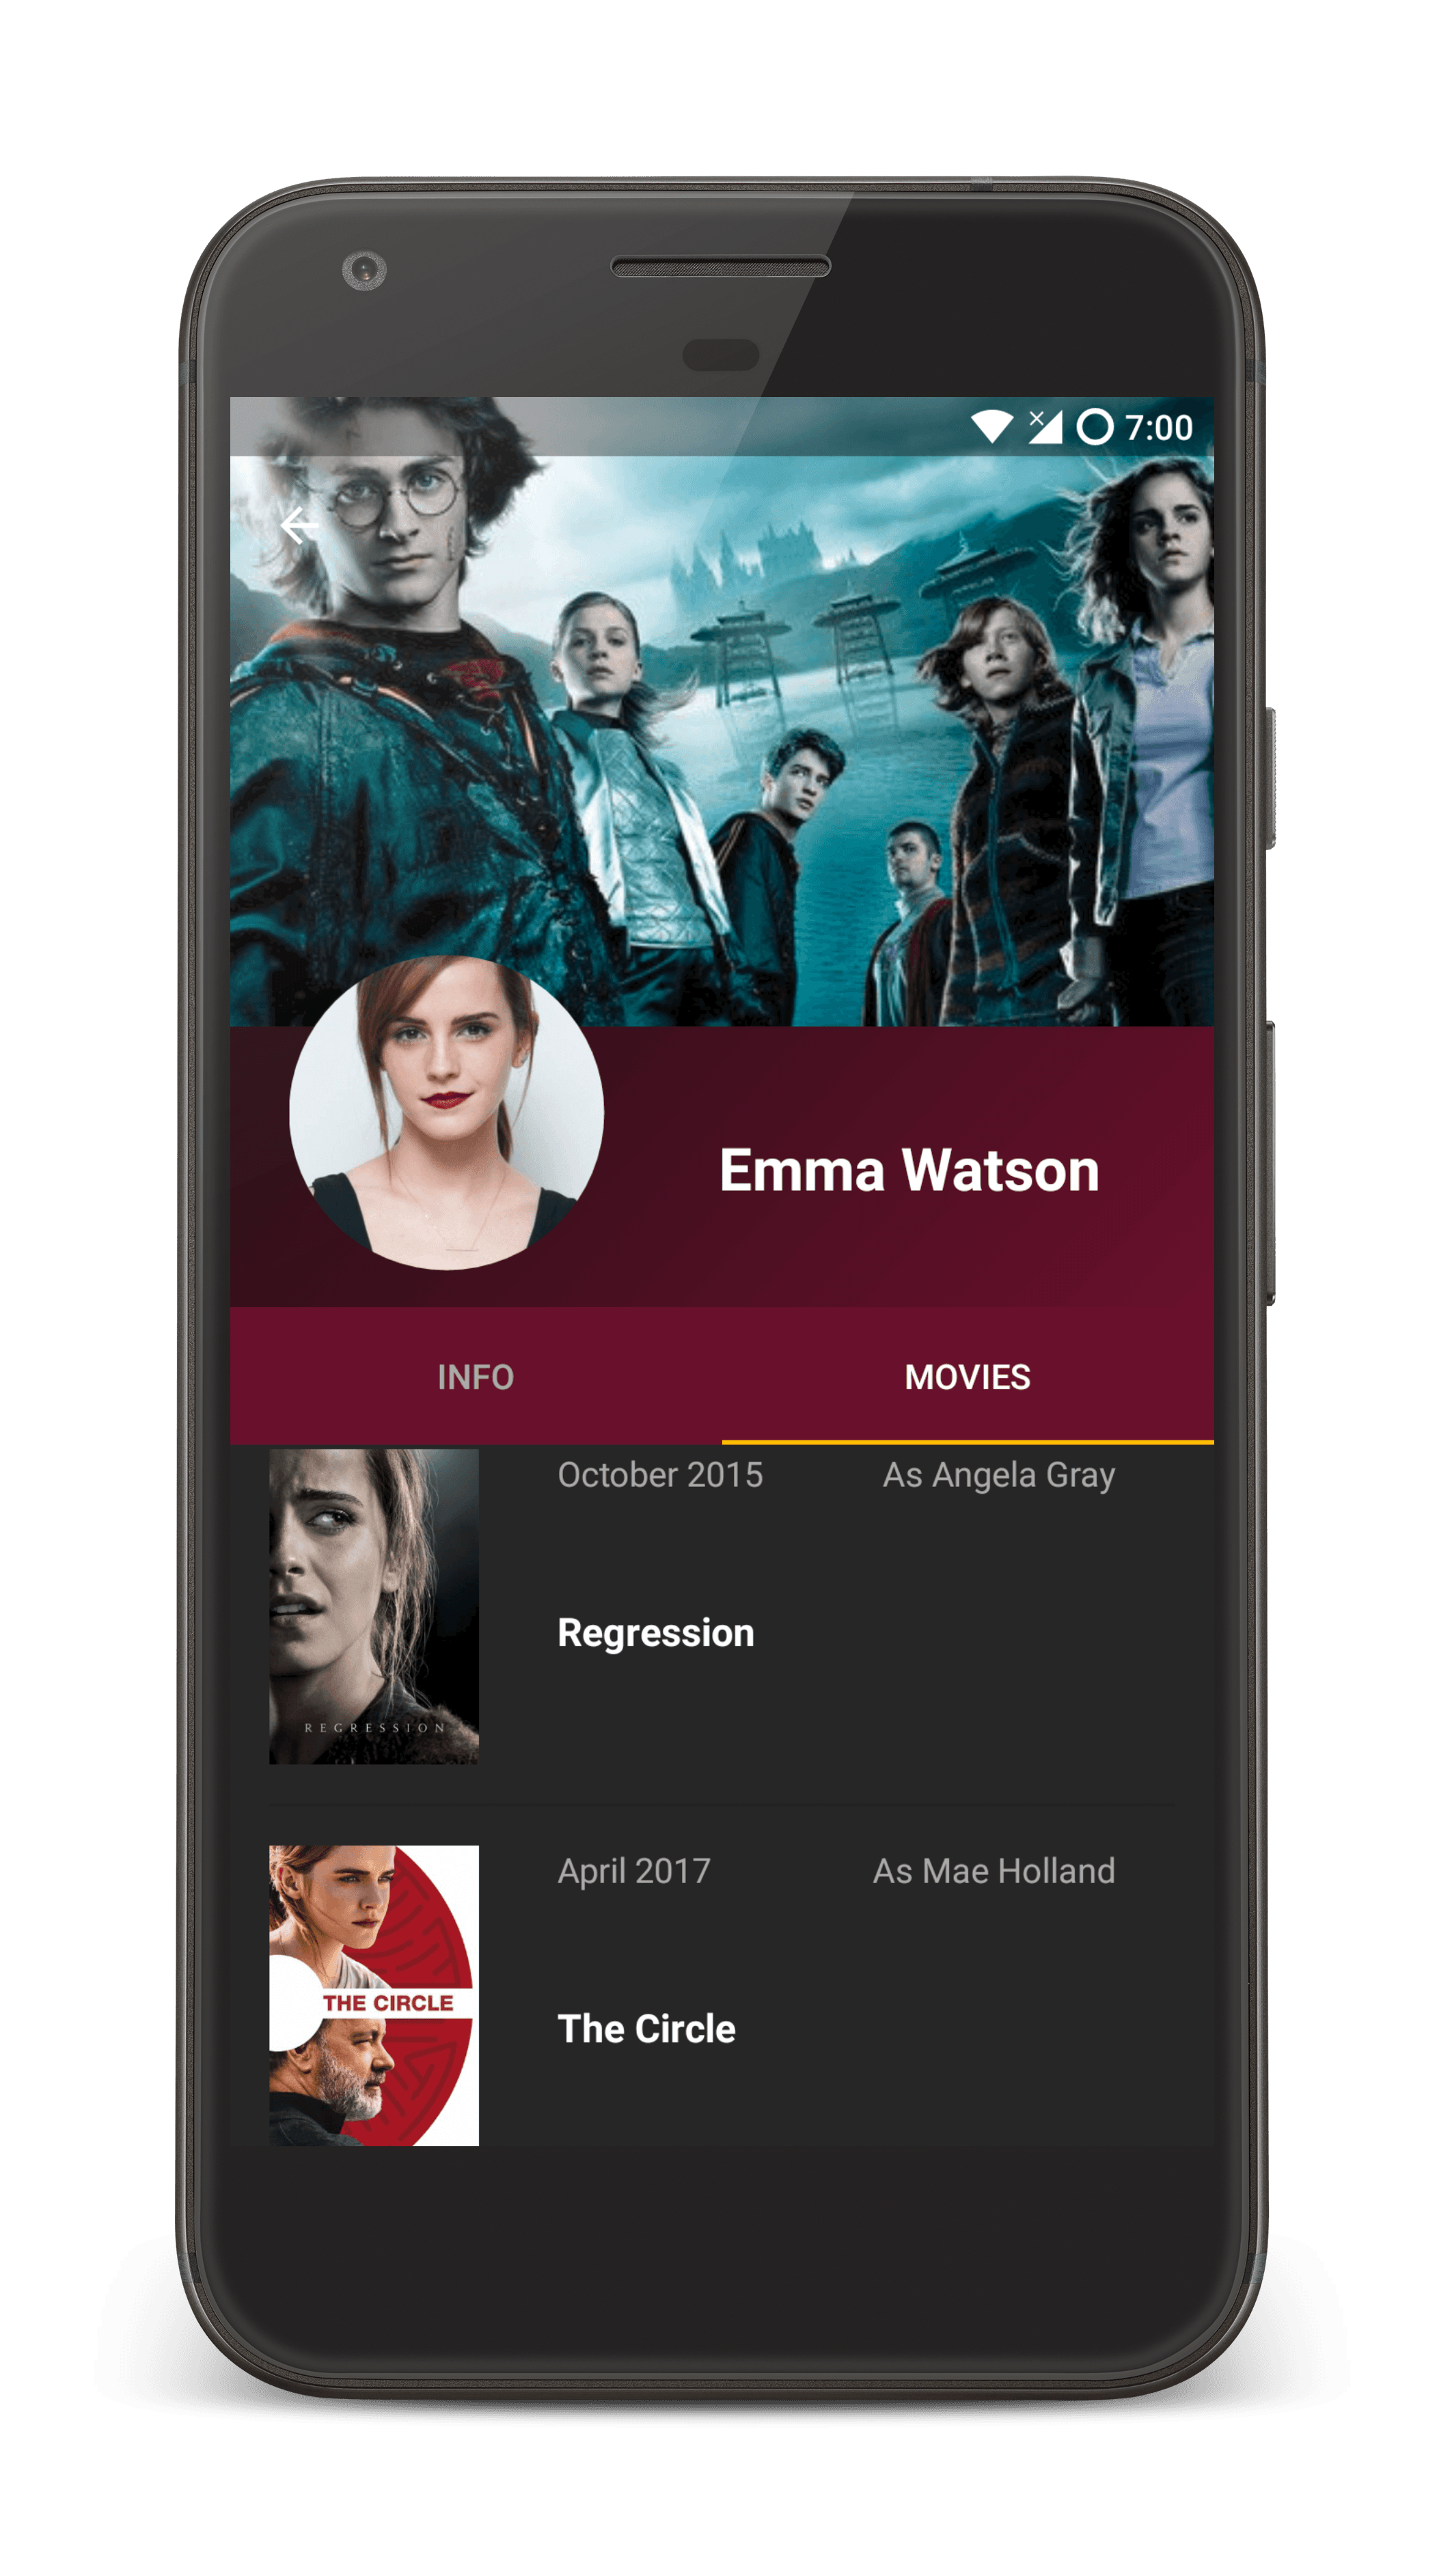 7:00
Emma Watson
INFO MOVIES
October 2015 As Angela Gray
Regression
REGRESSION
April 2017 As Mae Holland
THE CIRCLE
The Circle